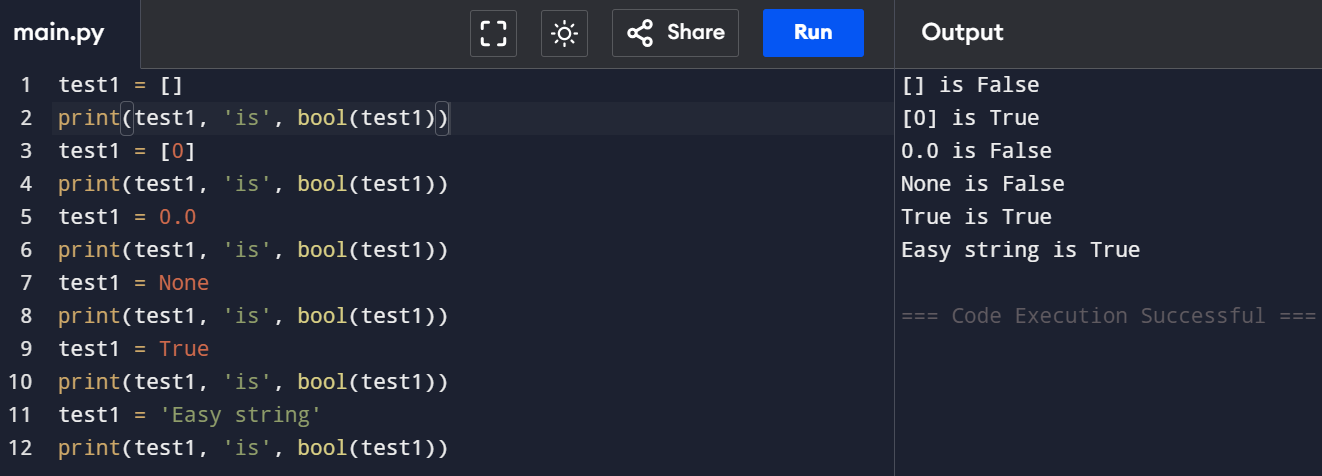 main.py Share Run Output
1 test1 = []
2 print(test1, 'is', bool(test1))
3 test1 = [0]
4 print(test1, 'is', bool(test1))
5 test1 = 0.0
6 print(test1, 'is', bool(test1))
7 test1 = None
8 print(test1, 'is', bool(test1))
9 test1 = True
10 print(test1, 'is', bool(test1))
11 test1 = 'Easy string'
12 print(test1, 'is', bool(test1))
[] is False
[0] is True
0.0 is False
None is False
True is True
Easy string is True
=== Code Execution Successful ===